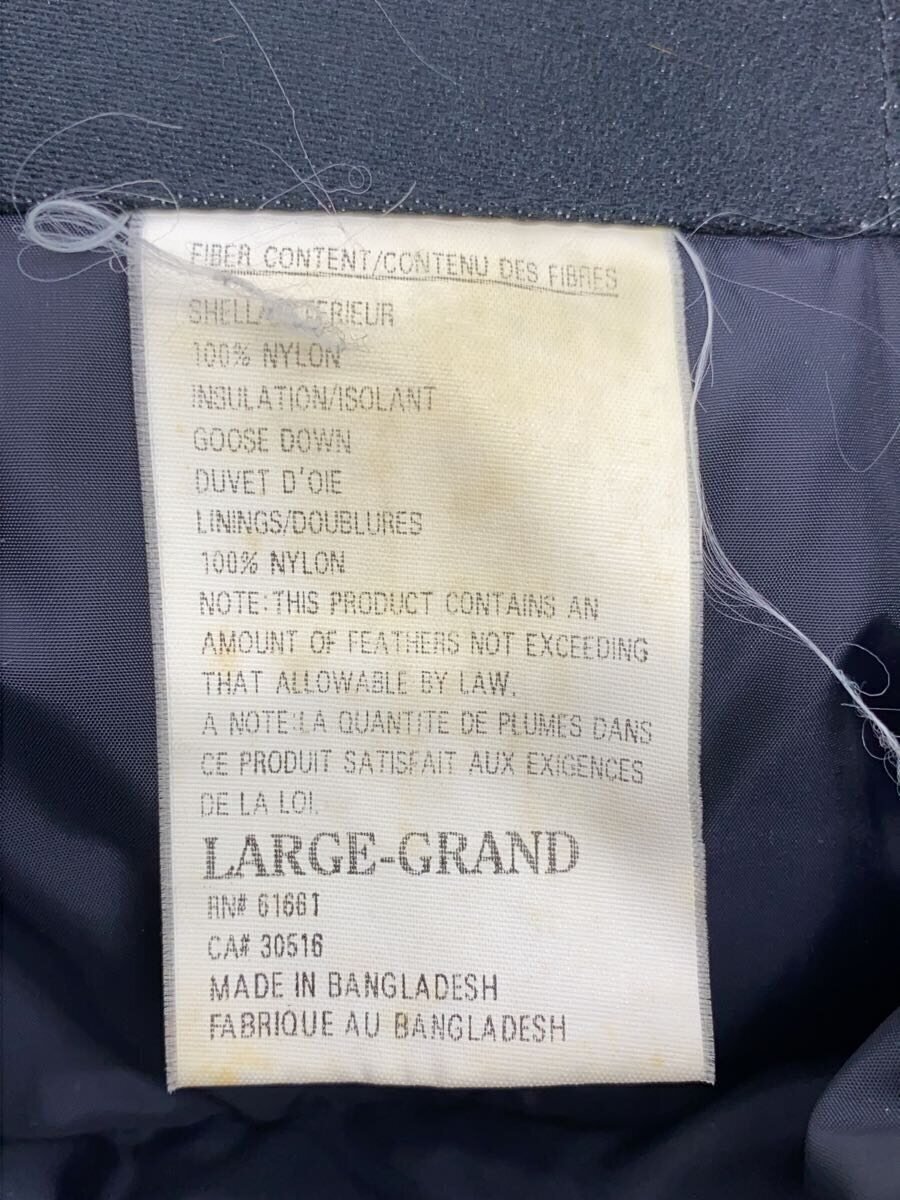 FIBER CONTENT/CONTENU DES FIBRES
SHELL/EXTERIEUR
100% NYLON
INSULATION/ISOLANT
GOOSE DOWN
DUVET D'OIE
LININGS/DOUBLURES
100% NYLON
NOTE:THIS PRODUCT CONTAINS AN
AMOUNT OF FEATHERS NOT EXCEEDING
THAT ALLOWABLE BY LAW.
A NOTE:LA QUANTITE DE PLUMES DANS
CE PRODUIT SATISFAIT AUX EXIGENCES
DE LA LOI.
LARGE-GRAND
RN# 61661
CA# 30516
MADE IN BANGLADESH
FABRIQUE AU BANGLADESH